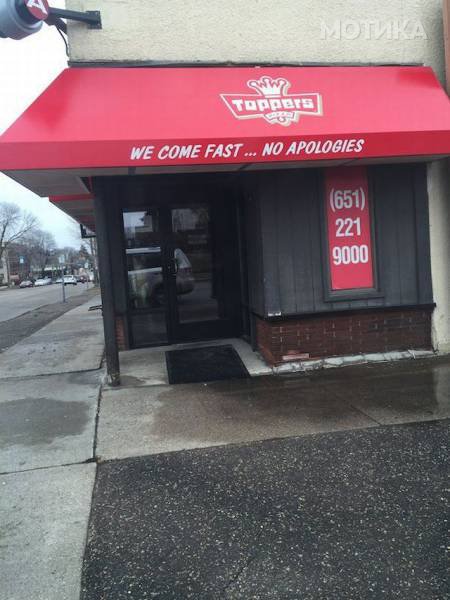 МОТИКА
Toppers
PIZZA
WE COME FAST ... NO APOLOGIES
(651)
221
9000